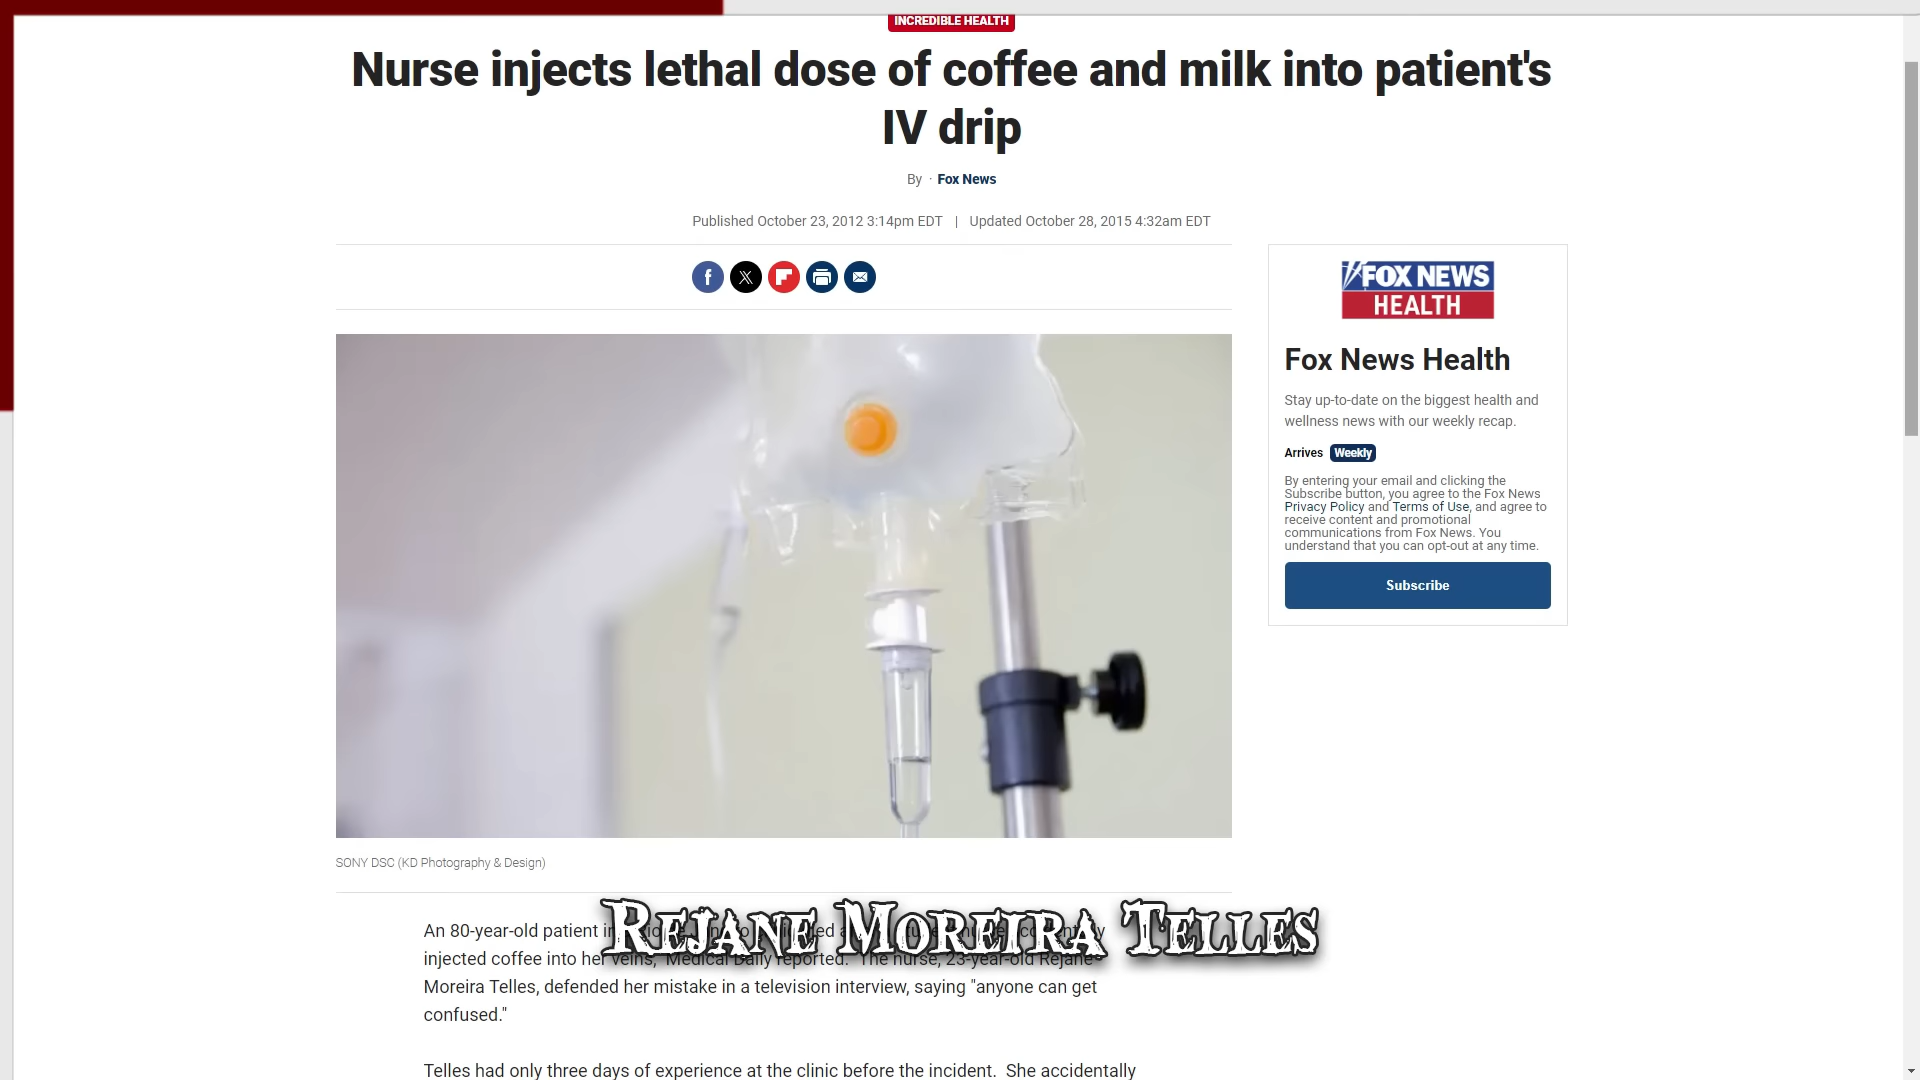 INCREDIBLE HEALTH
Nurse injects lethal dose of coffee and milk into patient's
IV drip
By · Fox News
Published October 23, 2012 3:14pm EDT | Updated October 28, 2015 4:32am EDT
FOX NEWS
HEALTH
Fox News Health
Stay up-to-date on the biggest health and
wellness news with our weekly recap.
Arrives Weekly
By entering your email and clicking the
Subscribe button, you agree to the Fox News
Privacy Policy and Terms of Use, and agree to
receive content and promotional
communications from Fox News. You
understand that you can opt-out at any time.
Subscribe
SONY DSC (KD Photography & Design)
Rejane Moreira Telles
An 80-year-old patient
injected coffee into her veins, Medical Daily reported. The nurse, 23-year-old Rejane
Moreira Telles, defended her mistake in a television interview, saying "anyone can get
confused."
Telles had only three days of experience at the clinic before the incident. She accidentally